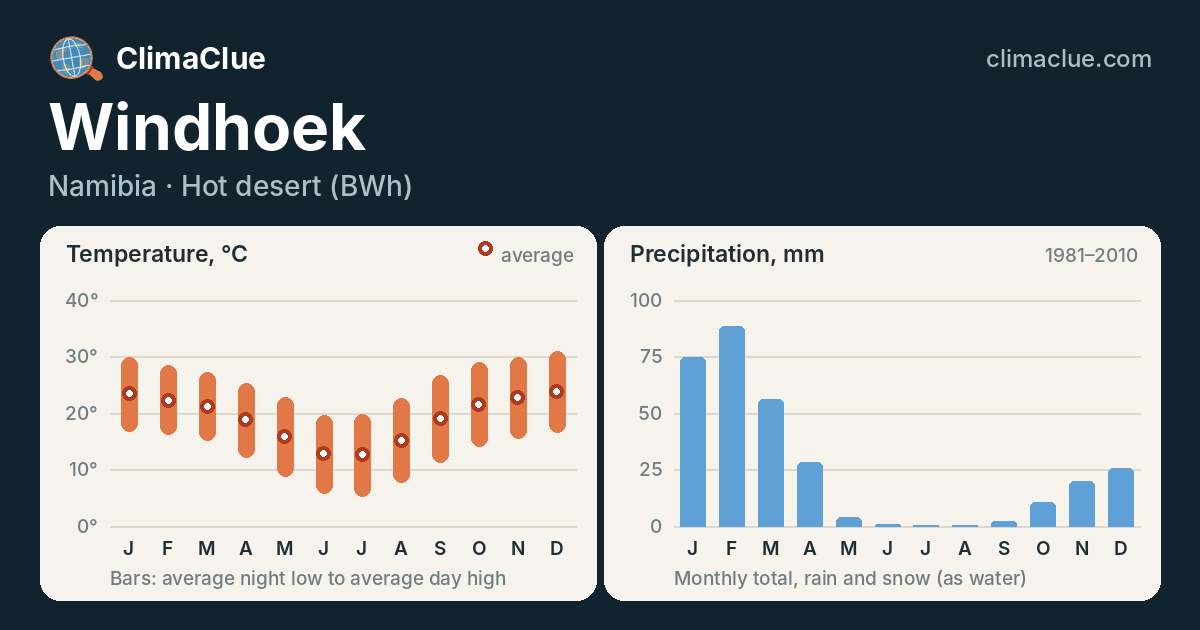 ClimaClue
climaclue.com
Windhoek
Namibia · Hot desert (BWh)
Temperature, °C
average
40°
30°
20°
10°
0°
J F M A M J J A S O N D
Bars: average night low to average day high
Precipitation, mm
1981–2010
100
75
50
25
0
J F M A M J J A S O N D
Monthly total, rain and snow (as water)